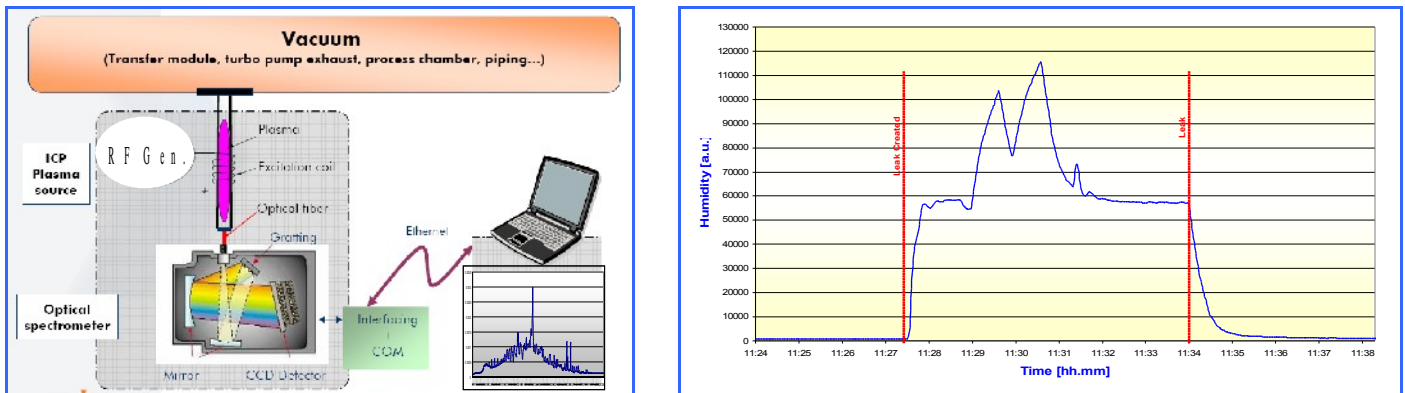 Vacuum
(Transfer module, turbo pump exhaust, process chamber, piping...)
RF Gen.
Plasma
ICP
Plasma
source
Excitation coil
+
Optical fiber
Gratting
Ethernet
Optical
spectrometer
Interfacing
COM
Mirror
CCD Detector
130000
120000
110000
100000
90000
80000
70000
60000
50000
40000
30000
20000
10000
0
Humidity [a.u.]
Leak Created
Leak
11:24
11:25
11:26
11:27
11:28
11:29
11:30
11:31
11:32
11:33
11:34
11:35
11:36
11:37
11:38
Time [hh.mm]